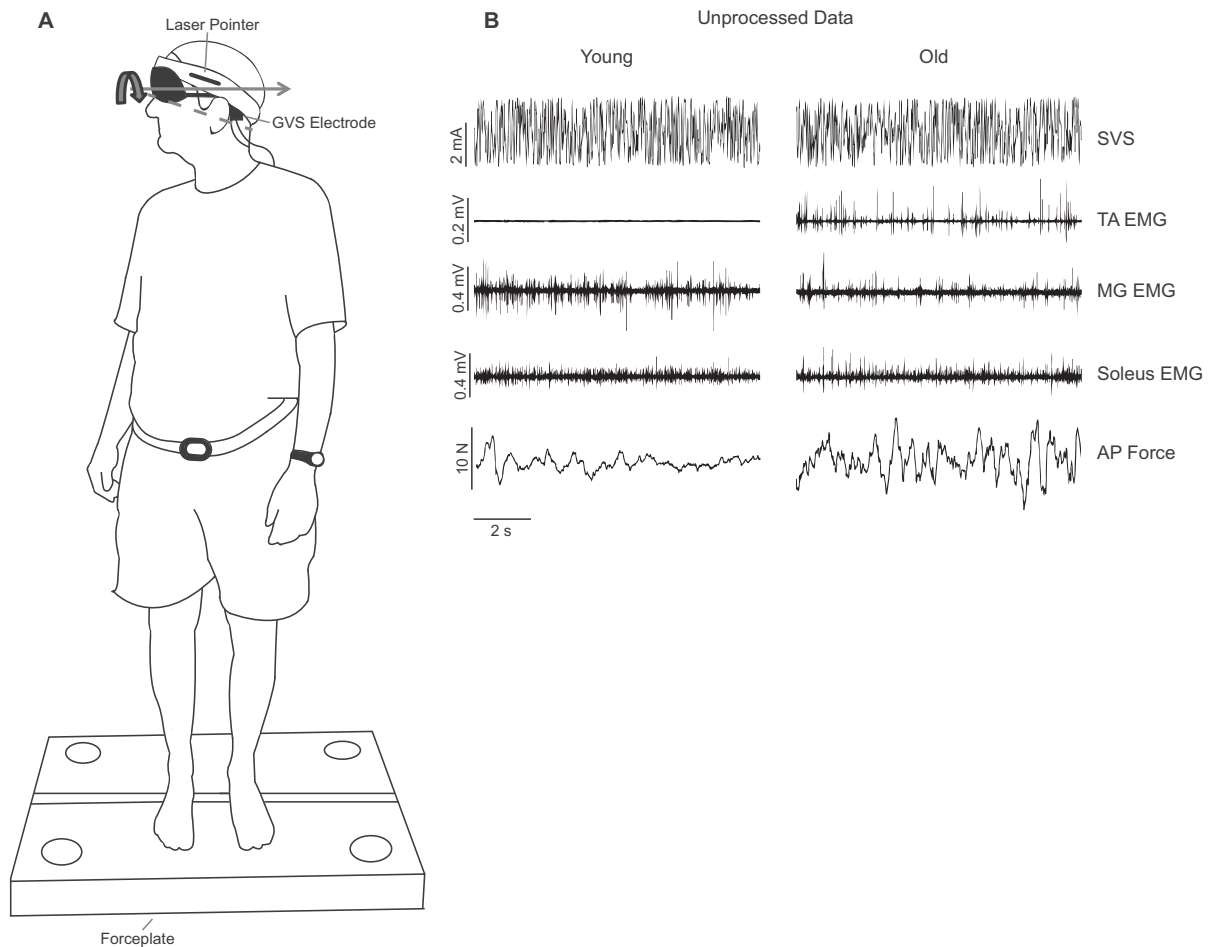 A
Laser Pointer
GVS Electrode
Forceplate
B
Unprocessed Data
Young
Old
2 mA
SVS
0.2 mV
TA EMG
0.4 mV
MG EMG
0.4 mV
Soleus EMG
10 N
AP Force
2 s